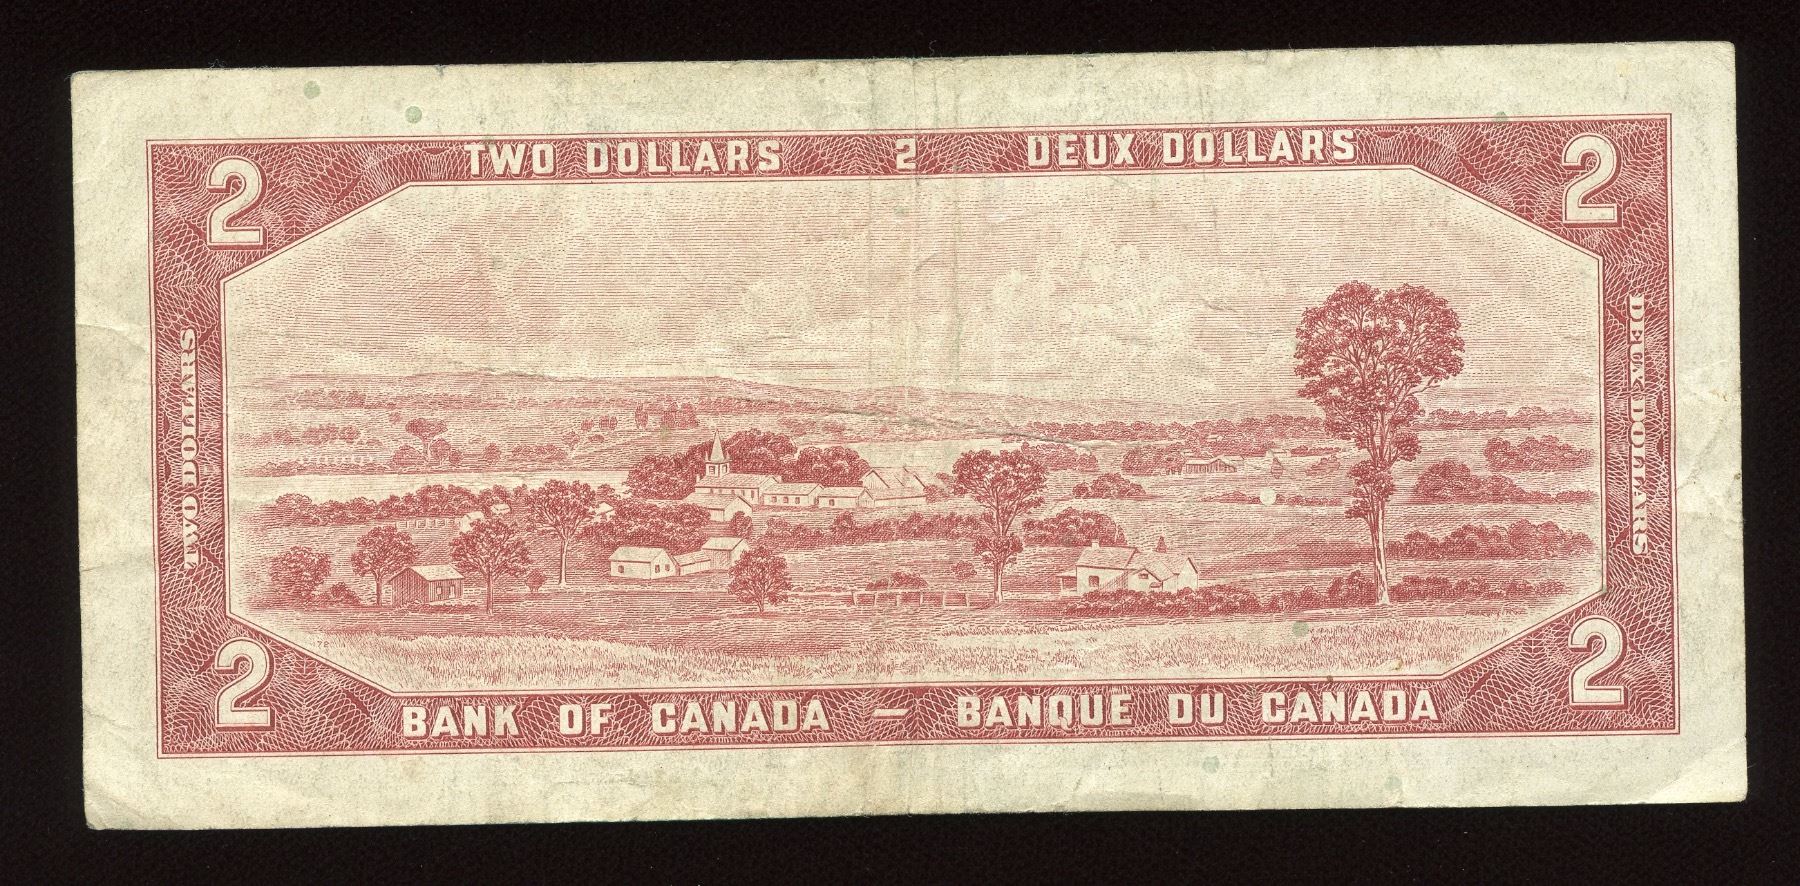 TWO DOLLARS 2 DEUX DOLLARS
2
2
TWO DOLLARS
DEUX DOLLARS
72
2
2
BANK OF CANADA — BANQUE DU CANADA